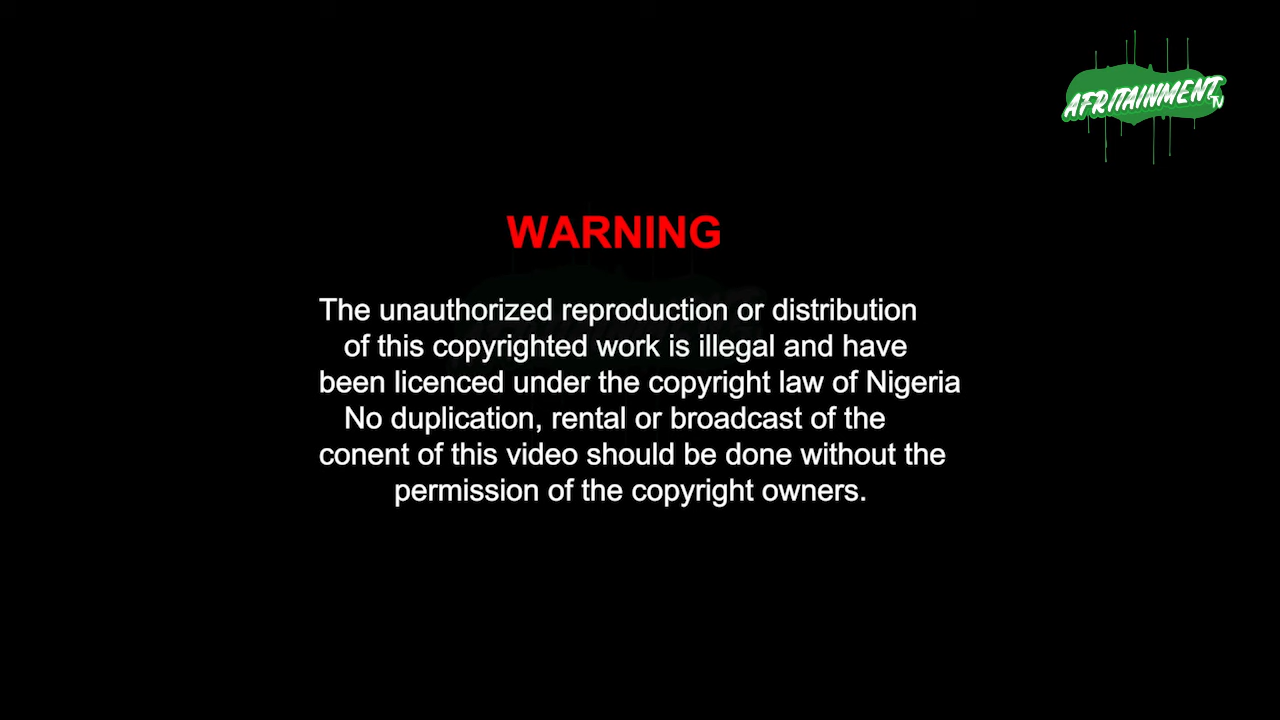 AFRITAINMENT TV
WARNING
The unauthorized reproduction or distribution
of this copyrighted work is illegal and have
been licenced under the copyright law of Nigeria
No duplication, rental or broadcast of the
conent of this video should be done without the
permission of the copyright owners.